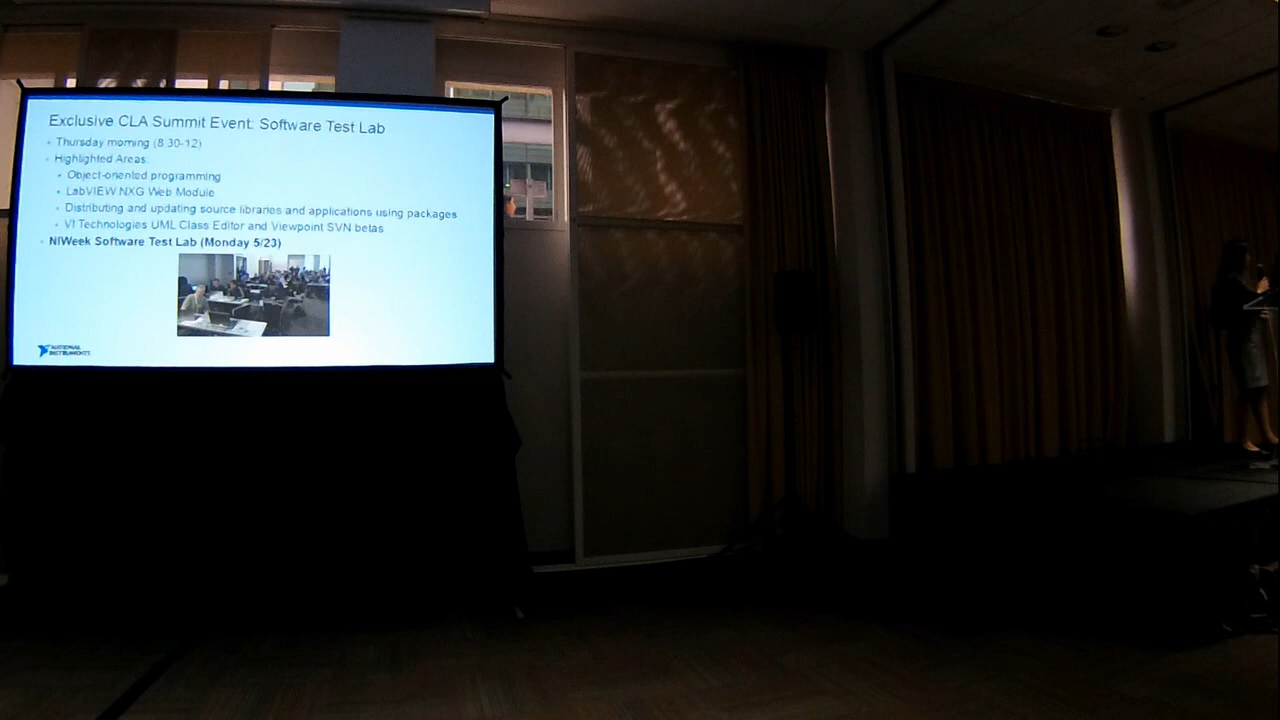 Exclusive CLA Summit Event: Software Test Lab
Thursday morning (8:30-12)
Highlighted Areas:
Object-oriented programming
LabVIEW NXG Web Module
Distributing and updating source libraries and applications using packages
VI Technologies UML Class Editor and Viewpoint SVN betas
NIWeek Software Test Lab (Monday 5/23)
NATIONAL
INSTRUMENTS